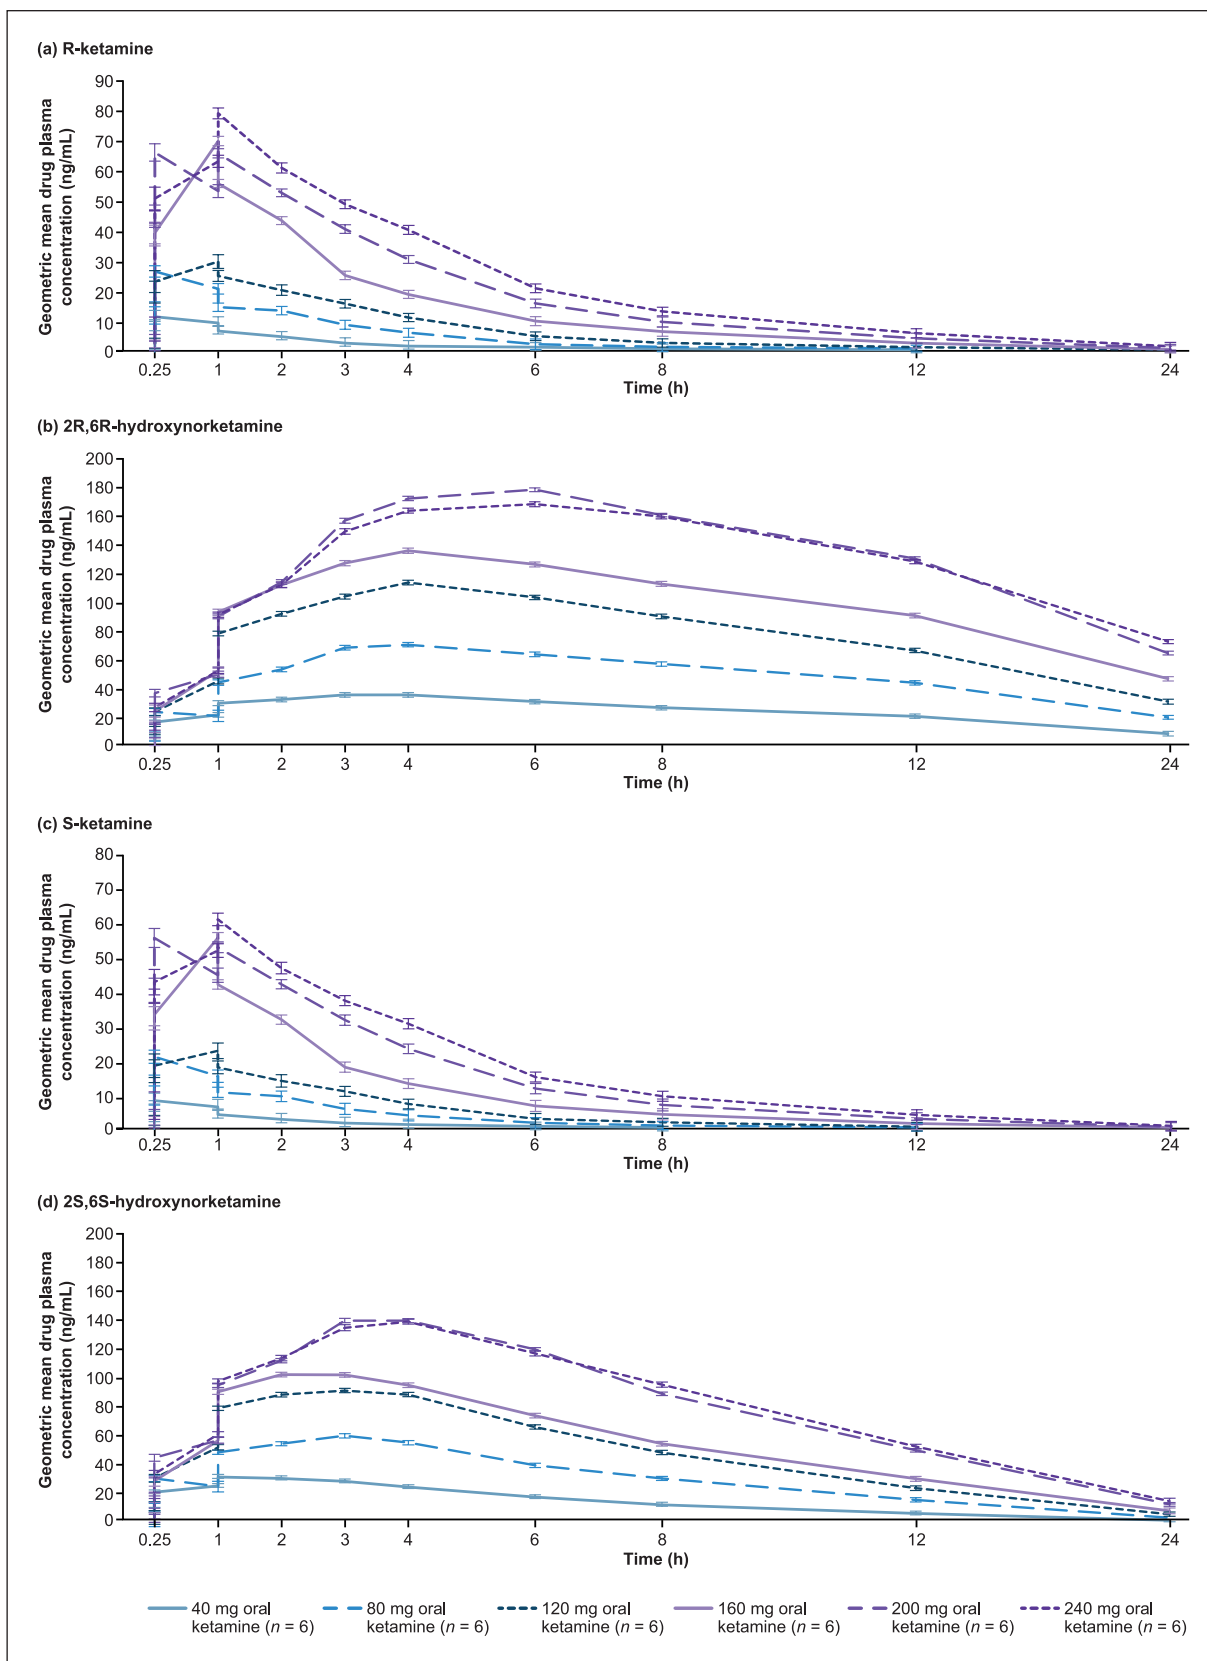 (a) R-ketamine
Geometric mean drug plasma
concentration (ng/mL)
90
80
70
60
50
40
30
20
10
0
0.25 1 2 3 4 6 8 12 24
Time (h)
(b) 2R,6R-hydroxynorketamine
Geometric mean drug plasma
concentration (ng/mL)
200
180
160
140
120
100
80
60
40
20
0
0.25 1 2 3 4 6 8 12 24
Time (h)
(c) S-ketamine
Geometric mean drug plasma
concentration (ng/mL)
80
70
60
50
40
30
20
10
0
0.25 1 2 3 4 6 8 12 24
Time (h)
(d) 2S,6S-hydroxynorketamine
Geometric mean drug plasma
concentration (ng/mL)
200
180
160
140
120
100
80
60
40
20
0
0.25 1 2 3 4 6 8 12 24
Time (h)
40 mg oral
ketamine (n = 6)
80 mg oral
ketamine (n = 6)
120 mg oral
ketamine (n = 6)
160 mg oral
ketamine (n = 6)
200 mg oral
ketamine (n = 6)
240 mg oral
ketamine (n = 6)